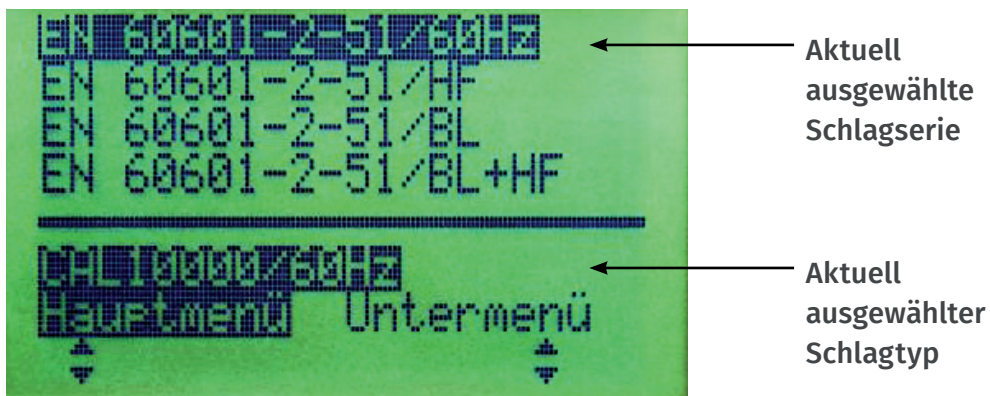 EN 60601-2-51/60Hz
EN 60601-2-51/HF
EN 60601-2-51/BL
EN 60601-2-51/BL+HF
CAL10000/60Hz
Hauptmenü Untermenü
Aktuell
ausgewählte
Schlagserie
Aktuell
ausgewählter
Schlagtyp